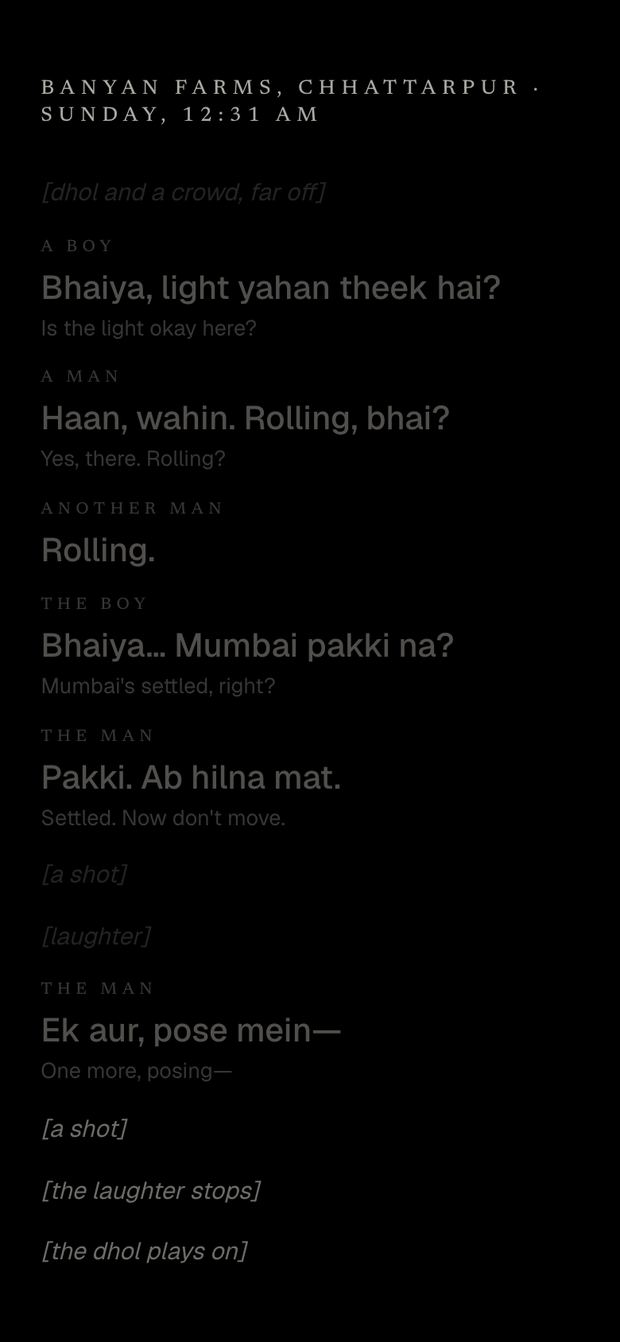 BANYAN FARMS, CHHATTARPUR ·
SUNDAY, 12:31 AM
[dhol and a crowd, far off]
A BOY
Bhaiya, light yahan theek hai?
Is the light okay here?
A MAN
Haan, wahin. Rolling, bhai?
Yes, there. Rolling?
ANOTHER MAN
Rolling.
THE BOY
Bhaiya… Mumbai pakki na?
Mumbai's settled, right?
THE MAN
Pakki. Ab hilna mat.
Settled. Now don't move.
[a shot]
[laughter]
THE MAN
Ek aur, pose mein—
One more, posing—
[a shot]
[the laughter stops]
[the dhol plays on]